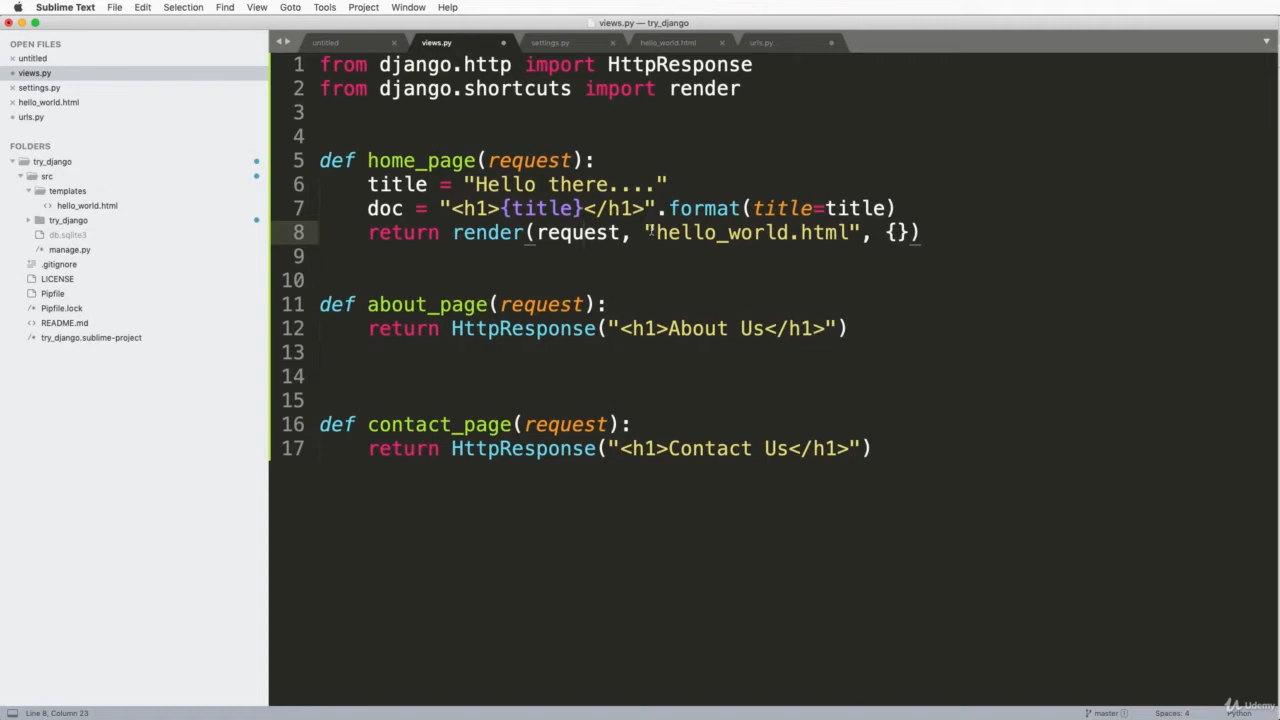 Sublime Text File Edit Selection Find View Goto Tools Project Window Help
views.py — try_django
OPEN FILES
untitled
views.py
settings.py
hello_world.html
urls.py
FOLDERS
try_django
src
templates
hello_world.html
try_django
db.sqlite3
manage.py
.gitignore
LICENSE
Pipfile
Pipfile.lock
README.md
try_django.sublime-project
untitled views.py settings.py hello_world.html urls.py
1 from django.http import HttpResponse
2 from django.shortcuts import render
3
4
5 def home_page(request):
6 title = "Hello there...."
7 doc = "<h1>{title}</h1>".format(title=title)
8 return render(request, "hello_world.html", {})
9
10
11 def about_page(request):
12 return HttpResponse("<h1>About Us</h1>")
13
14
15
16 def contact_page(request):
17 return HttpResponse("<h1>Contact Us</h1>")
Line 8, Column 23 master 1 Spaces: 4 Python
Udemy